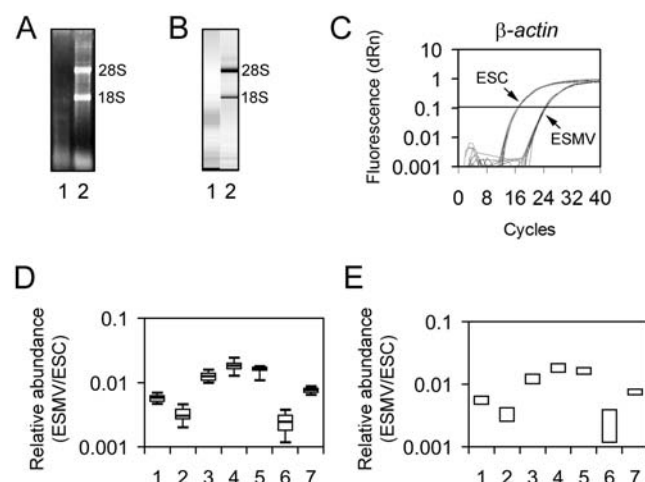 A
28S
18S
1 2
B
28S
18S
1 2
C
β-actin
Fluorescence (dRn)
10
1
0.1
0.01
0.001
ESC
ESMV
0 8 16 24 32 40
Cycles
D
Relative abundance
(ESMV/ESC)
0.1
0.01
0.001
1 2 3 4 5 6 7
E
Relative abundance
(ESMV/ESC)
0.1
0.01
0.001
1 2 3 4 5 6 7